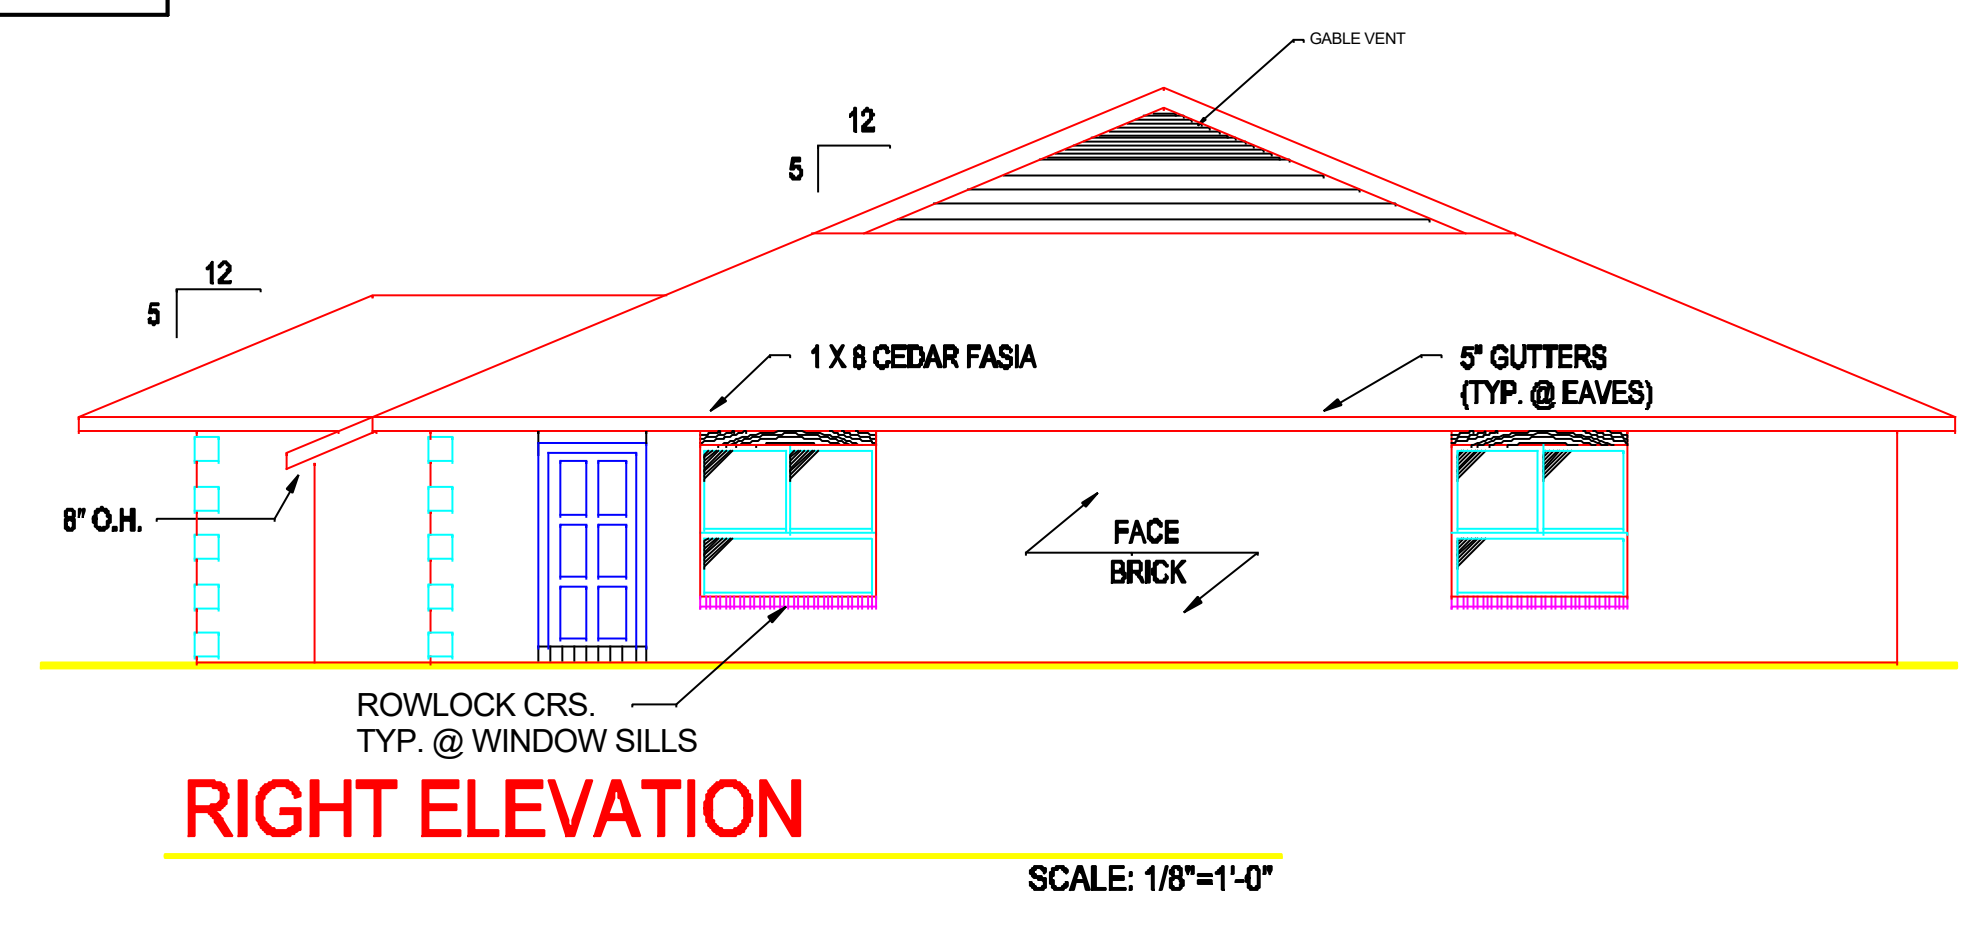 GABLE VENT
12
5
12
5
1 X 8 CEDAR FASIA
5" GUTTERS
(TYP. @ EAVES)
8" O.H.
FACE
BRICK
ROWLOCK CRS.
TYP. @ WINDOW SILLS
RIGHT ELEVATION
SCALE: 1/8"=1'-0"